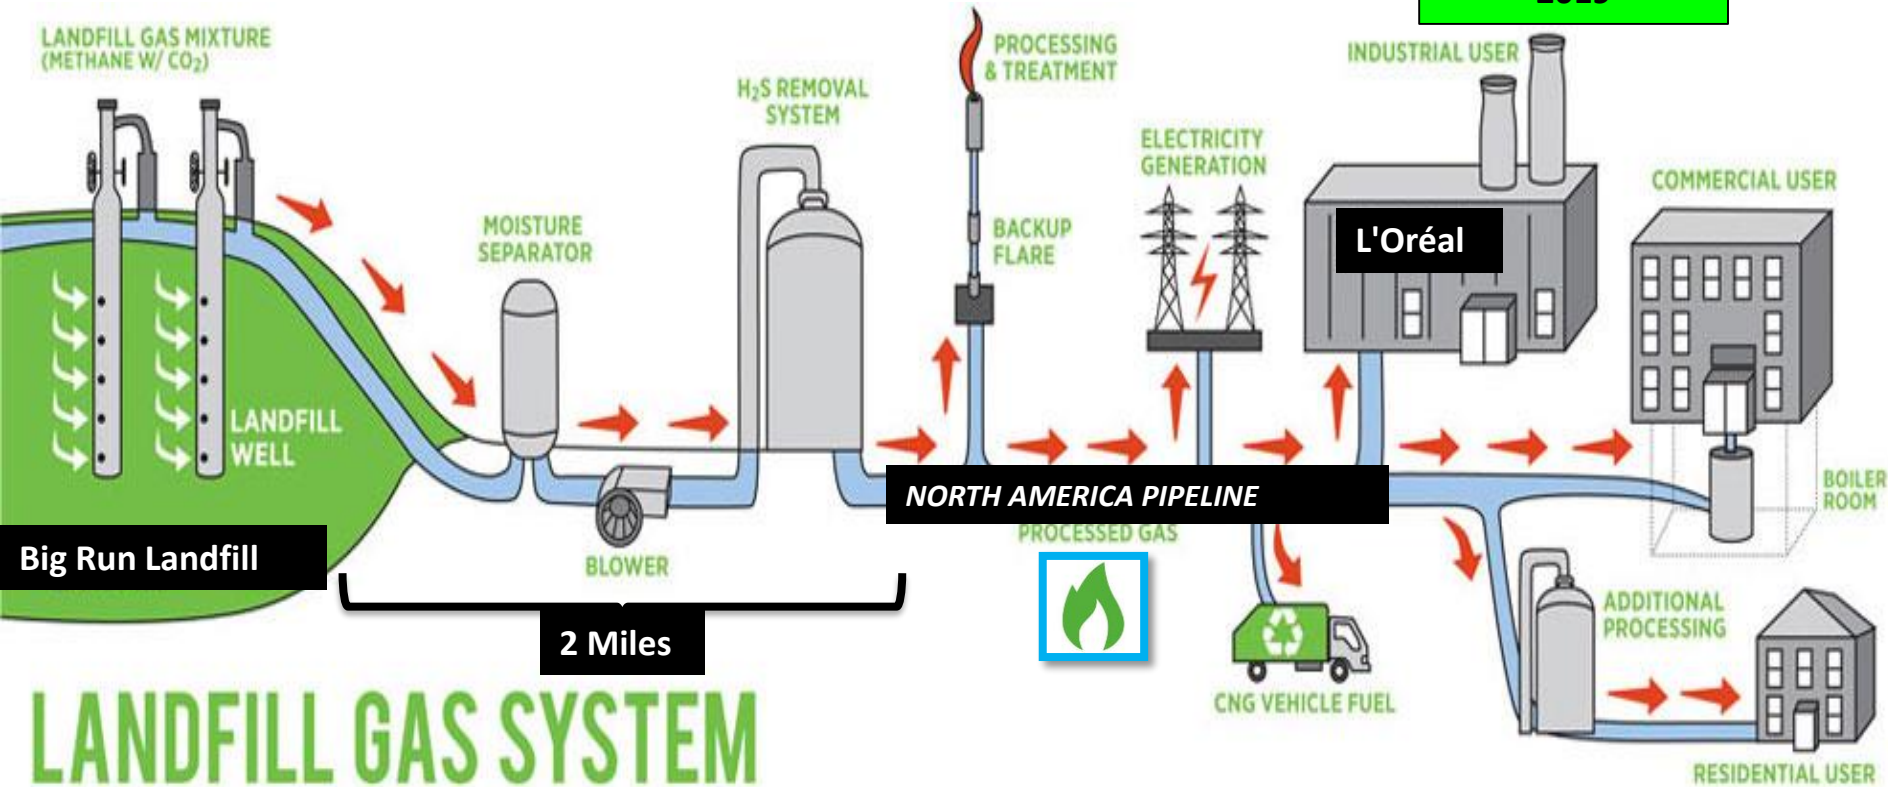 LANDFILL GAS MIXTURE
(METHANE W/ CO₂)
H₂S REMOVAL
SYSTEM
PROCESSING
& TREATMENT
INDUSTRIAL USER
ELECTRICITY
GENERATION
COMMERCIAL USER
MOISTURE
SEPARATOR
BACKUP
FLARE
L'Oréal
LANDFILL
WELL
NORTH AMERICA PIPELINE
PROCESSED GAS
BOILER
ROOM
Big Run Landfill
BLOWER
2 Miles
ADDITIONAL
PROCESSING
CNG VEHICLE FUEL
LANDFILL GAS SYSTEM
RESIDENTIAL USER